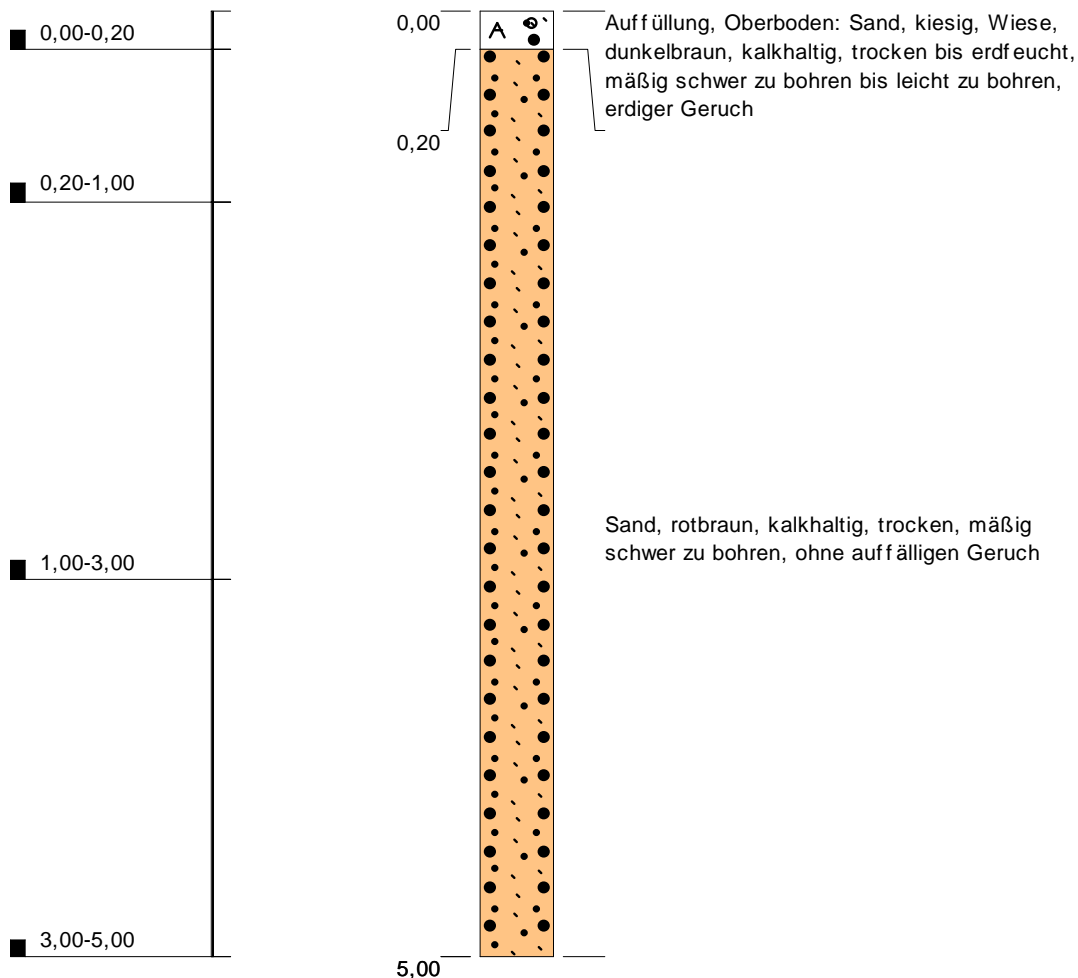 0,00-0,20
0,20-1,00
1,00-3,00
3,00-5,00
0,00
A
0,20
5,00
Auffüllung, Oberboden: Sand, kiesig, Wiese,
dunkelbraun, kalkhaltig, trocken bis erdfeucht,
mäßig schwer zu bohren bis leicht zu bohren,
erdiger Geruch
Sand, rotbraun, kalkhaltig, trocken, mäßig
schwer zu bohren, ohne auffälligen Geruch